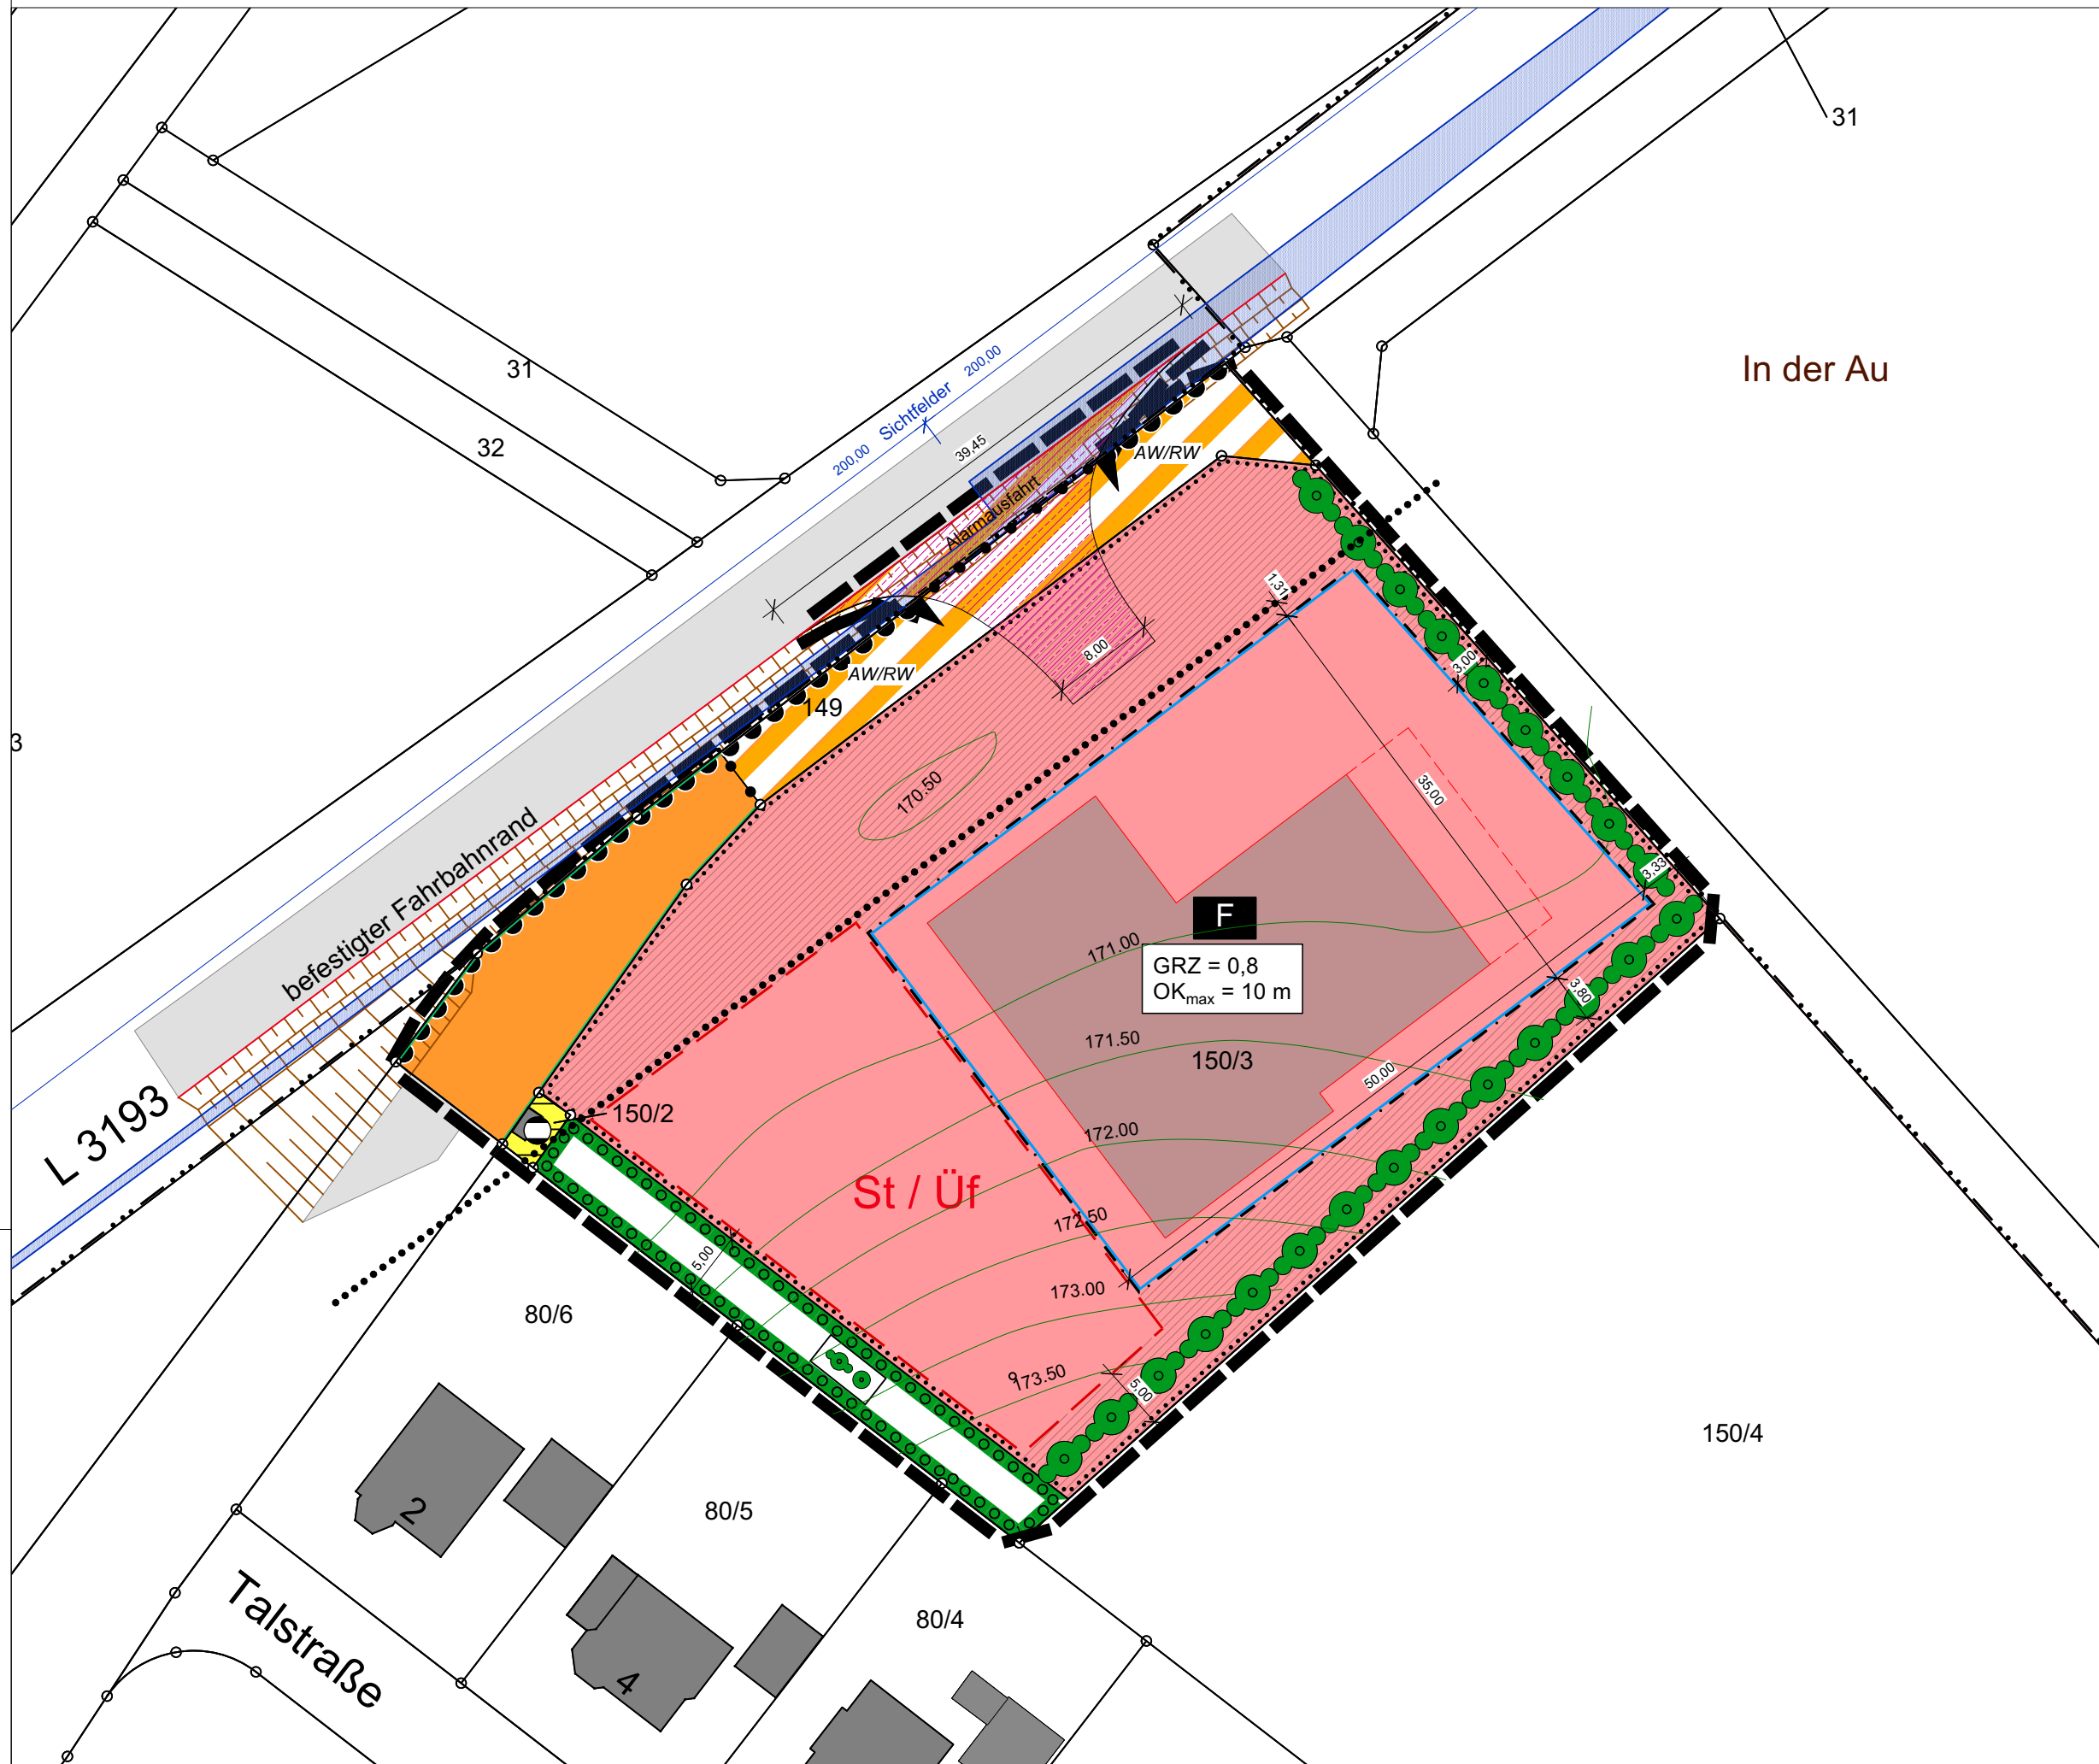 31
In der Au
31
32
Sichtfelder
200,00
200,00
39,45
AW/RW
Alarmausfahrt
1,31
8,00
AW/RW
149
3,00
3
170.50
35,00
befestigter Fahrbahnrand
3,33
F
171.00
GRZ = 0,8
OKmax = 10 m
3,80
171.50
150/3
50,00
L 3193
150/2
172.00
St / Üf
172.50
5,00
173.00
80/6
173.50
5,00
150/4
2
80/5
80/4
Talstraße
4